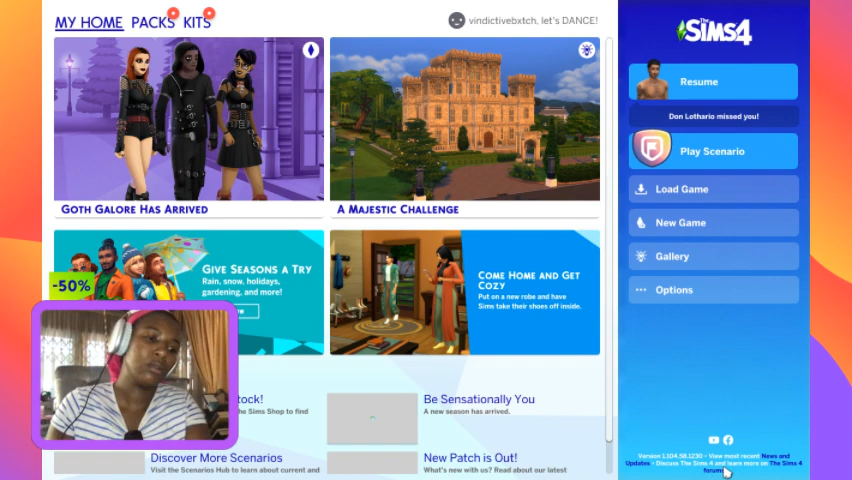 MY HOME PACKS KITS
vindictivebxtch, let's DANCE!
GOTH GALORE HAS ARRIVED
A MAJESTIC CHALLENGE
GIVE SEASONS A TRY
Rain, snow, holidays,
gardening, and more!
-50%
COME HOME AND GET
COZY
Put on a new robe and have
Sims take their shoes off inside.
tock!
he Sims Shop to find
Be Sensationally You
A new season has arrived.
Discover More Scenarios
Visit the Scenarios Hub to learn about current and
New Patch is Out!
What's new with us? Read about our latest
The SiMS 4
Resume
Don Lothario missed you!
Play Scenario
Load Game
New Game
Gallery
Options
Version 1.104.58.1230 - View most recent News and
Updates - Discuss The Sims 4 and learn more on The Sims 4
forums